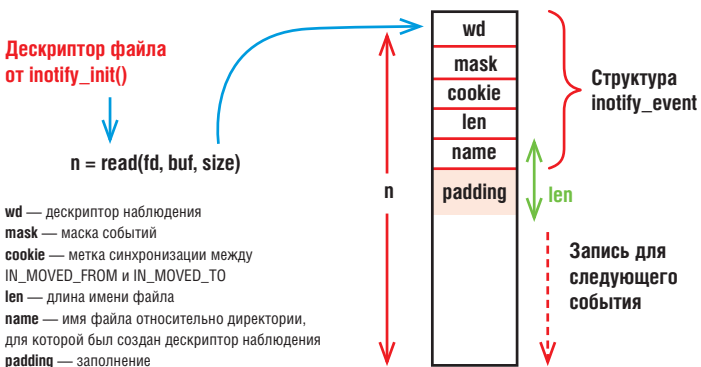 Дескриптор файла
от inotify_init()
n = read(fd, buf, size)
wd — дескриптор наблюдения
mask — маска событий
cookie — метка синхронизации между
IN_MOVED_FROM и IN_MOVED_TO
len — длина имени файла
name — имя файла относительно директории,
для которой был создан дескриптор наблюдения
padding — заполнение
n
wd
mask
cookie
len
name
padding
Структура
inotify_event
len
Запись для
следующего
события